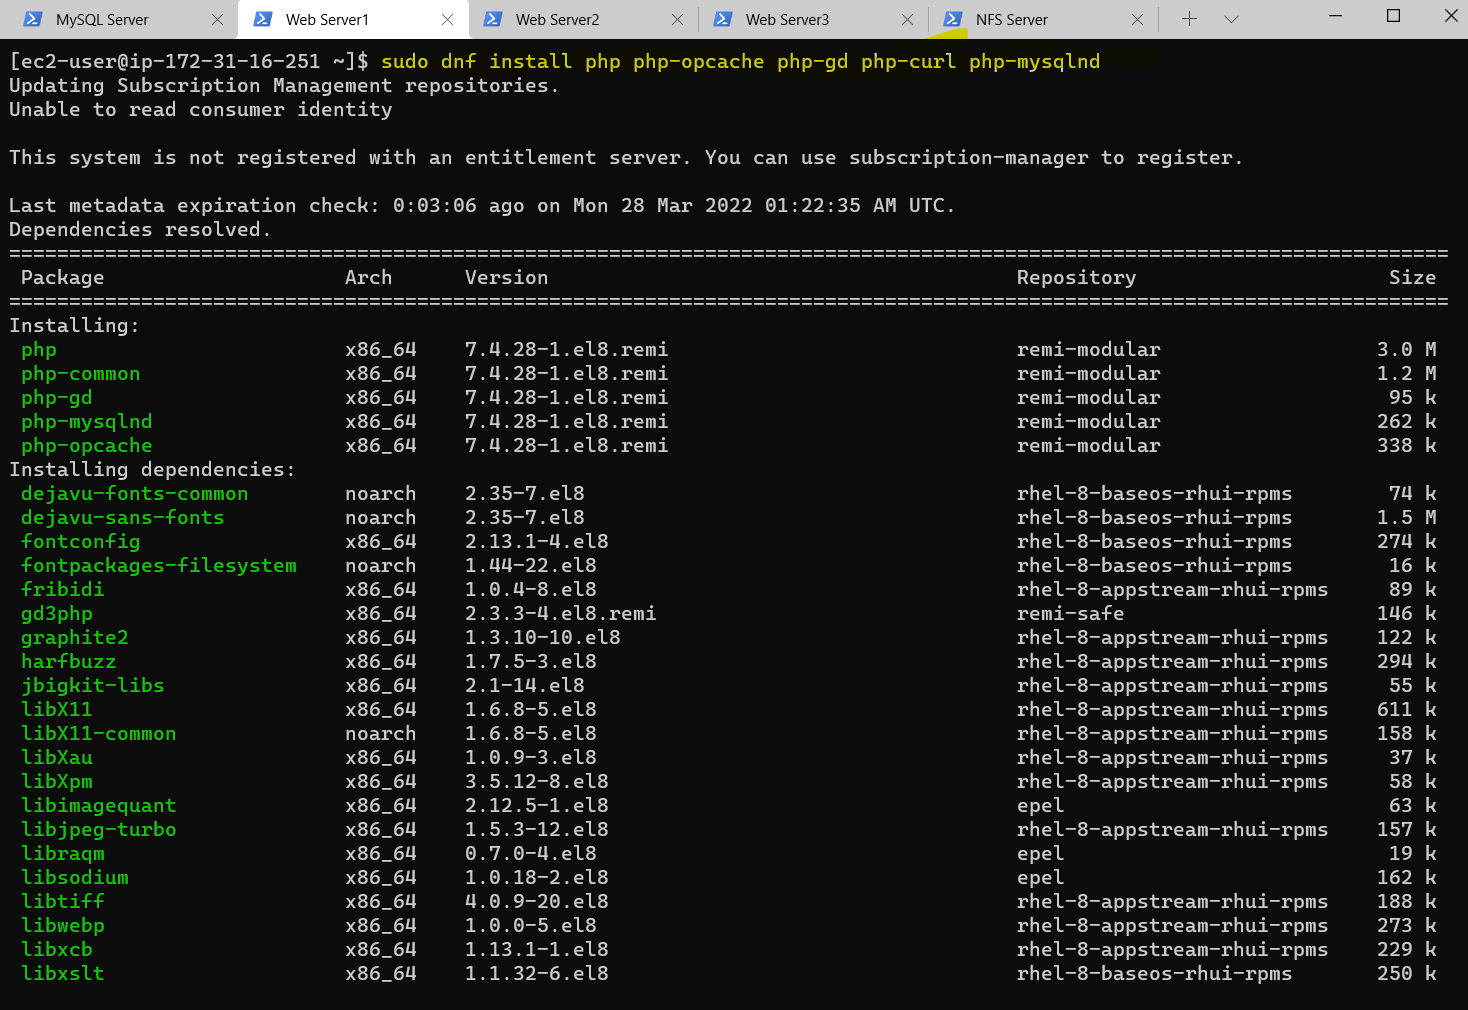 MySQL Server Web Server1 Web Server2 Web Server3 NFS Server
[ec2-user@ip-172-31-16-251 ~]$ sudo dnf install php php-opcache php-gd php-curl php-mysqlnd
Updating Subscription Management repositories.
Unable to read consumer identity
This system is not registered with an entitlement server. You can use subscription-manager to register.
Last metadata expiration check: 0:03:06 ago on Mon 28 Mar 2022 01:22:35 AM UTC.
Dependencies resolved.
========================================================================================================================
Package Arch Version Repository Size
========================================================================================================================
Installing:
php x86_64 7.4.28-1.el8.remi remi-modular 3.0 M
php-common x86_64 7.4.28-1.el8.remi remi-modular 1.2 M
php-gd x86_64 7.4.28-1.el8.remi remi-modular 95 k
php-mysqlnd x86_64 7.4.28-1.el8.remi remi-modular 262 k
php-opcache x86_64 7.4.28-1.el8.remi remi-modular 338 k
Installing dependencies:
dejavu-fonts-common noarch 2.35-7.el8 rhel-8-baseos-rhui-rpms 74 k
dejavu-sans-fonts noarch 2.35-7.el8 rhel-8-baseos-rhui-rpms 1.5 M
fontconfig x86_64 2.13.1-4.el8 rhel-8-baseos-rhui-rpms 274 k
fontpackages-filesystem noarch 1.44-22.el8 rhel-8-baseos-rhui-rpms 16 k
fribidi x86_64 1.0.4-8.el8 rhel-8-appstream-rhui-rpms 89 k
gd3php x86_64 2.3.3-4.el8.remi remi-safe 146 k
graphite2 x86_64 1.3.10-10.el8 rhel-8-appstream-rhui-rpms 122 k
harfbuzz x86_64 1.7.5-3.el8 rhel-8-appstream-rhui-rpms 294 k
jbigkit-libs x86_64 2.1-14.el8 rhel-8-appstream-rhui-rpms 55 k
libX11 x86_64 1.6.8-5.el8 rhel-8-appstream-rhui-rpms 611 k
libX11-common noarch 1.6.8-5.el8 rhel-8-appstream-rhui-rpms 158 k
libXau x86_64 1.0.9-3.el8 rhel-8-appstream-rhui-rpms 37 k
libXpm x86_64 3.5.12-8.el8 rhel-8-appstream-rhui-rpms 58 k
libimagequant x86_64 2.12.5-1.el8 epel 63 k
libjpeg-turbo x86_64 1.5.3-12.el8 rhel-8-appstream-rhui-rpms 157 k
libraqm x86_64 0.7.0-4.el8 epel 19 k
libsodium x86_64 1.0.18-2.el8 epel 162 k
libtiff x86_64 4.0.9-20.el8 rhel-8-appstream-rhui-rpms 188 k
libwebp x86_64 1.0.0-5.el8 rhel-8-appstream-rhui-rpms 273 k
libxcb x86_64 1.13.1-1.el8 rhel-8-appstream-rhui-rpms 229 k
libxslt x86_64 1.1.32-6.el8 rhel-8-baseos-rhui-rpms 250 k